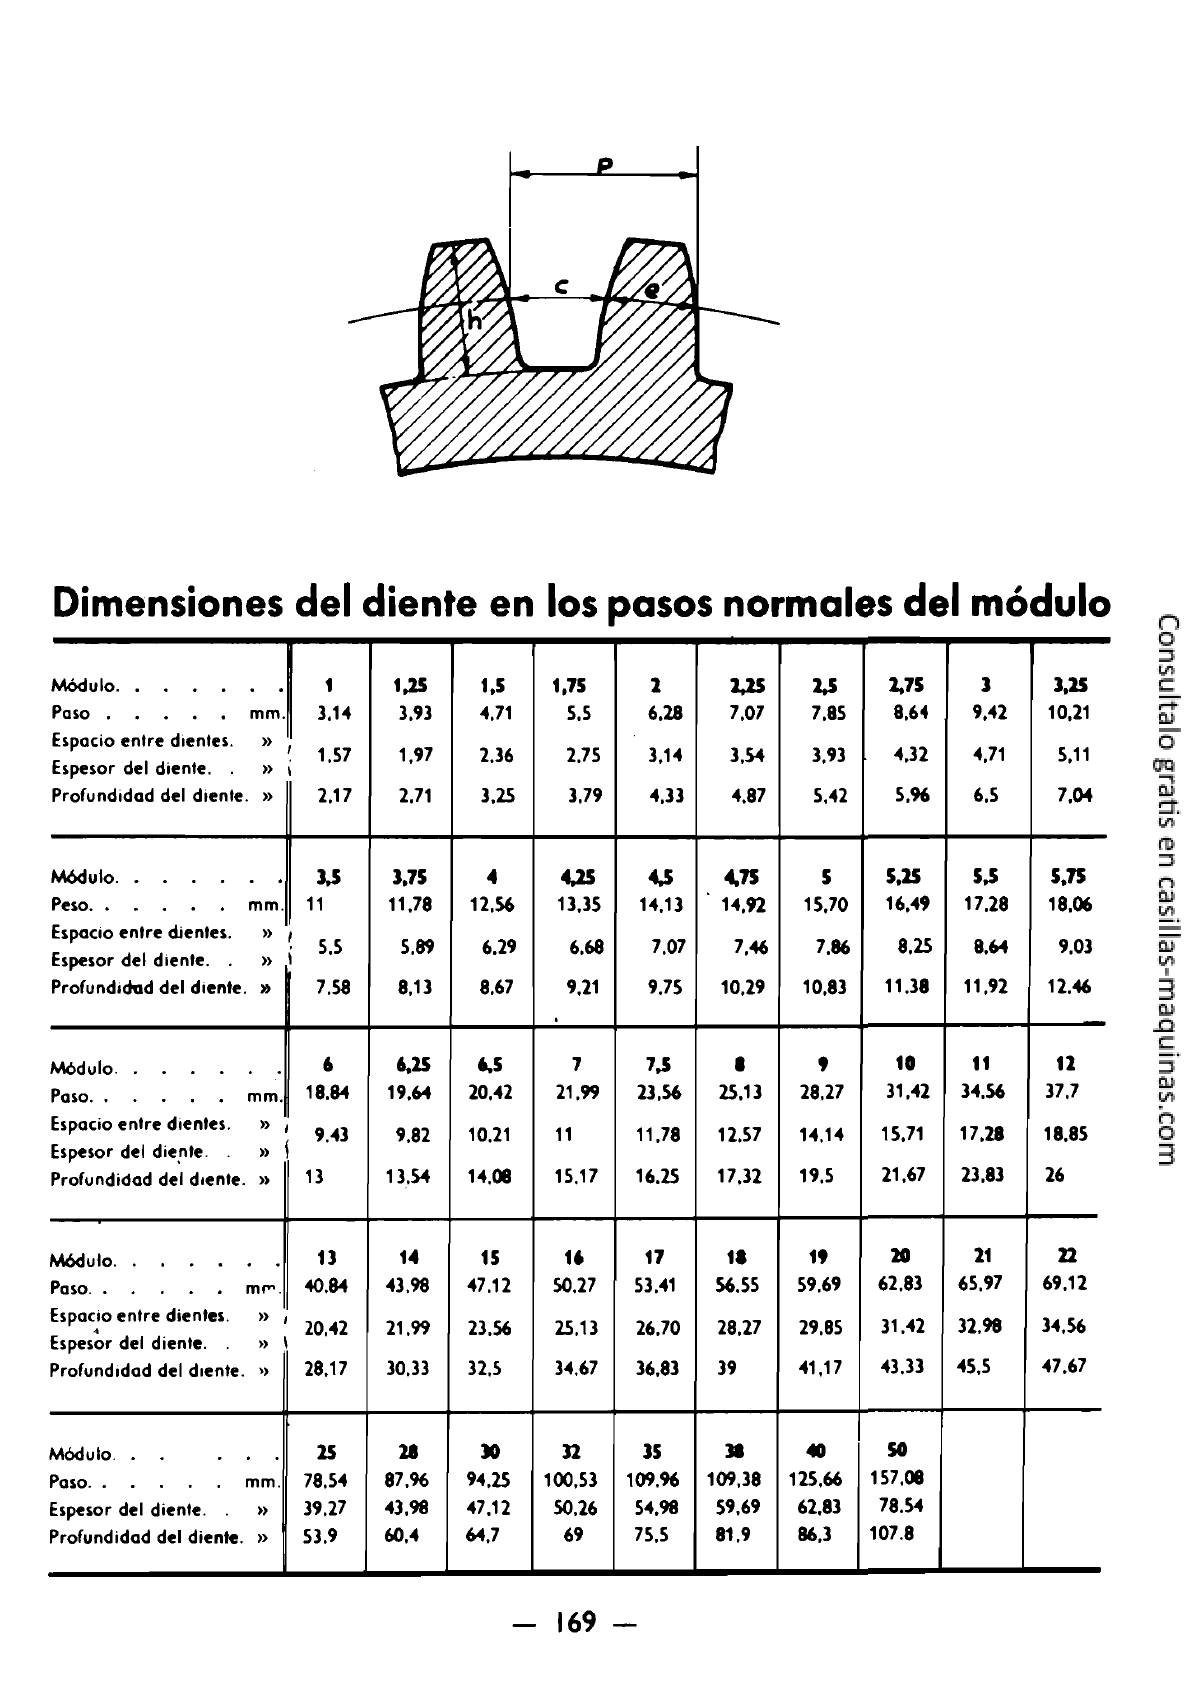 P
c
e
h
Dimensiones del diente en los pasos normales del módulo
Módulo. . . . . . . 1 1,25 1,5 1,75 2 2,25 2,5 2,75 3 3,25
Paso . . . . . mm. 3,14 3,93 4,71 5,5 6,28 7,07 7,85 8,64 9,42 10,21
Espacio entre dientes. »
1,57 1,97 2,36 2,75 3,14 3,54 3,93 4,32 4,71 5,11
Espesor del diente. . »
Profundidad del diente. » 2,17 2,71 3,25 3,79 4,33 4,87 5,42 5,96 6,5 7,04
Módulo. . . . . . . 3,5 3,75 4 4,25 4,5 4,75 5 5,25 5,5 5,75
Peso. . . . . . mm. 11 11,78 12,56 13,35 14,13 14,92 15,70 16,49 17,28 18,06
Espacio entre dientes. »
5,5 5,89 6,29 6,68 7,07 7,46 7,86 8,25 8,64 9,03
Espesor del diente. . »
Profundidad del diente. » 7,58 8,13 8,67 9,21 9,75 10,29 10,83 11,38 11,92 12,46
Módulo. . . . . . . 6 6,25 6,5 7 7,5 8 9 10 11 12
Paso. . . . . . mm. 18,84 19,64 20,42 21,99 23,56 25,13 28,27 31,42 34,56 37,7
Espacio entre dientes. »
9,43 9,82 10,21 11 11,78 12,57 14,14 15,71 17,28 18,85
Espesor del diente. . »
Profundidad del diente. » 13 13,54 14,08 15,17 16,25 17,32 19,5 21,67 23,83 26
Módulo. . . . . . . 13 14 15 16 17 18 19 20 21 22
Paso. . . . . . mm. 40,84 43,98 47,12 50,27 53,41 56,55 59,69 62,83 65,97 69,12
Espacio entre dientes. »
20,42 21,99 23,56 25,13 26,70 28,27 29,85 31,42 32,98 34,56
Espesor del diente. . »
Profundidad del diente. » 28,17 30,33 32,5 34,67 36,83 39 41,17 43,33 45,5 47,67
Módulo. . . . . . 25 28 30 32 35 38 40 50
Paso. . . . . . mm. 78,54 87,96 94,25 100,53 109,96 109,38 125,66 157,08
Espesor del diente. . » 39,27 43,98 47,12 50,26 54,98 59,69 62,83 78,54
Profundidad del diente. » 53,9 60,4 64,7 69 75,5 81,9 86,3 107,8
— 169 —
Consultalo gratis en casillas-maquinas.com